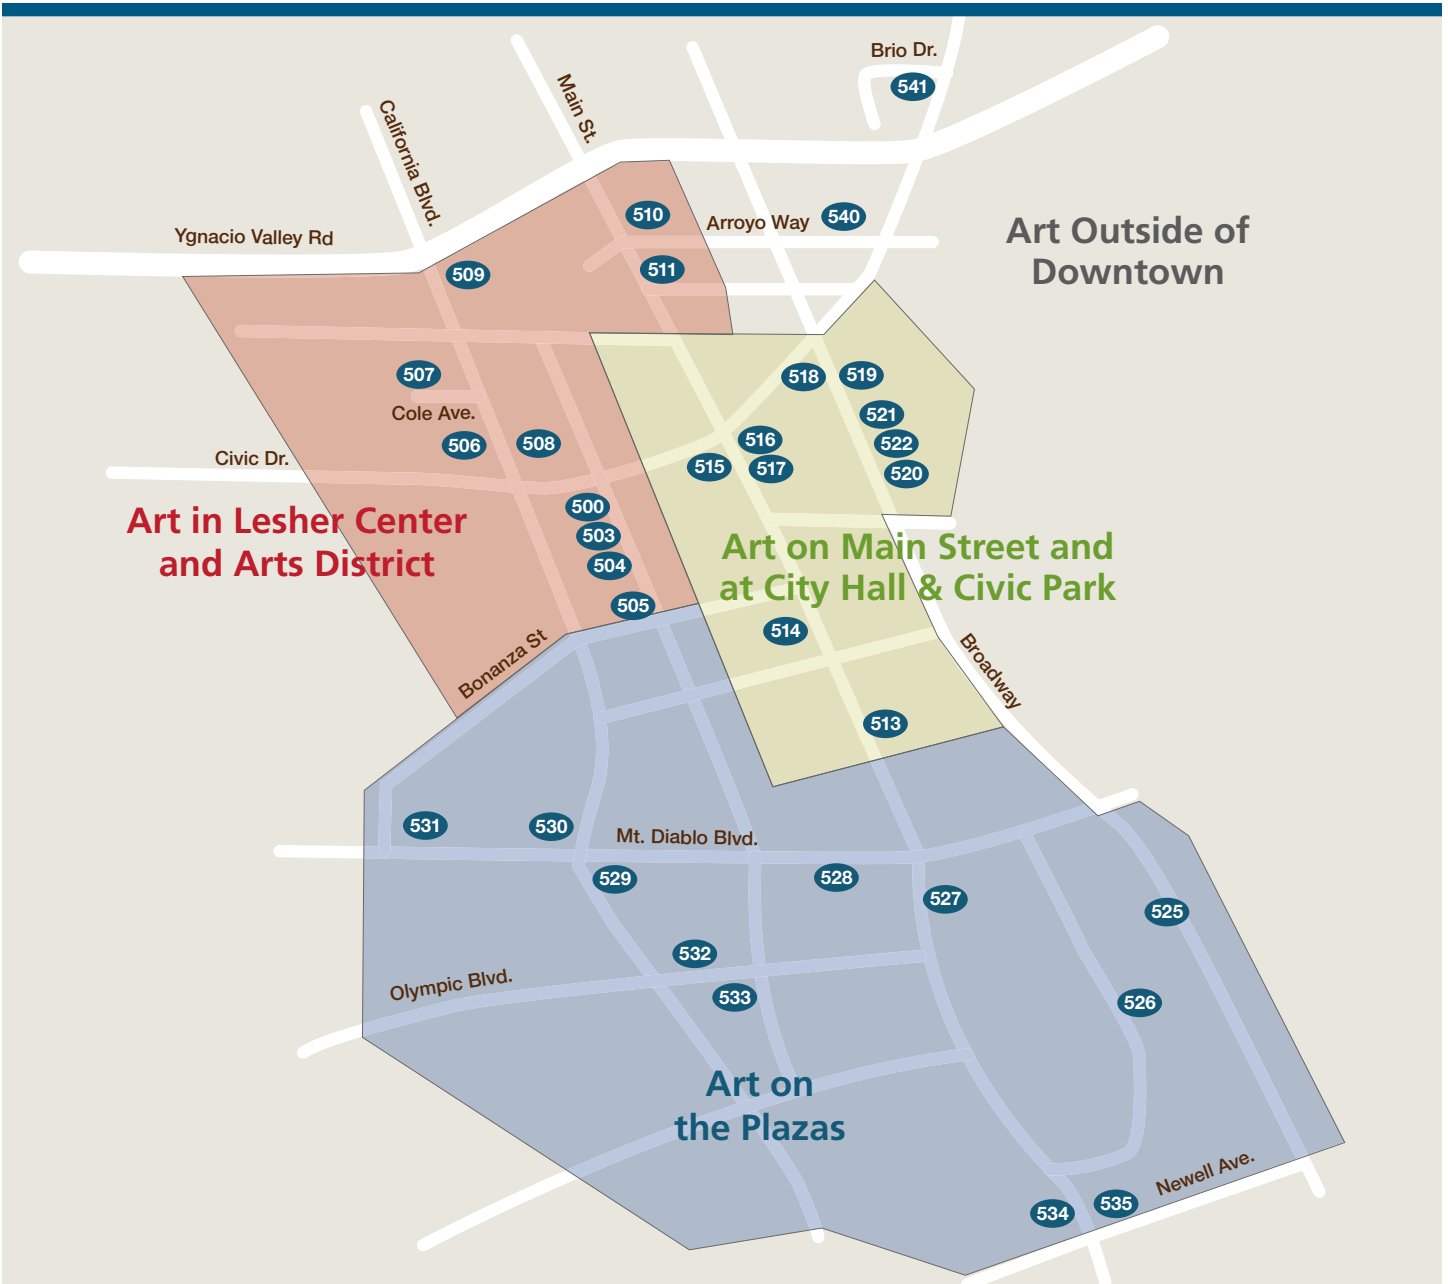 Brio Dr.
541
Main St.
California Blvd.
510
Arroyo Way
540
Art Outside of
Downtown
Ygnacio Valley Rd
509
511
507
518
519
Cole Ave.
521
506
508
516
522
Civic Dr.
515
517
520
500
Art in Lesher Center
and Arts District
503
504
Art on Main Street and
at City Hall & Civic Park
505
514
Bonanza St
Broadway
513
531
530
Mt. Diablo Blvd.
529
528
527
525
532
Olympic Blvd.
533
526
Art on
the Plazas
Newell Ave.
534
535